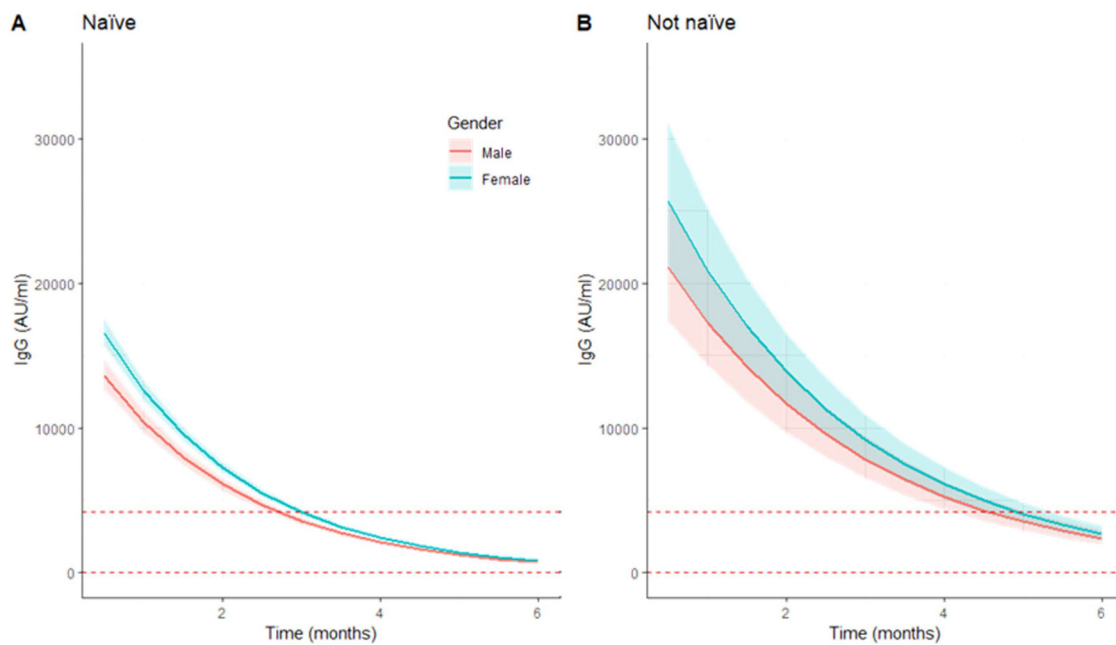 A
Naïve
IgG (AU/ml)
30000
20000
10000
0
Gender
Male
Female
2
4
6
Time (months)
B
Not naïve
IgG (AU/ml)
30000
20000
10000
0
2
4
6
Time (months)